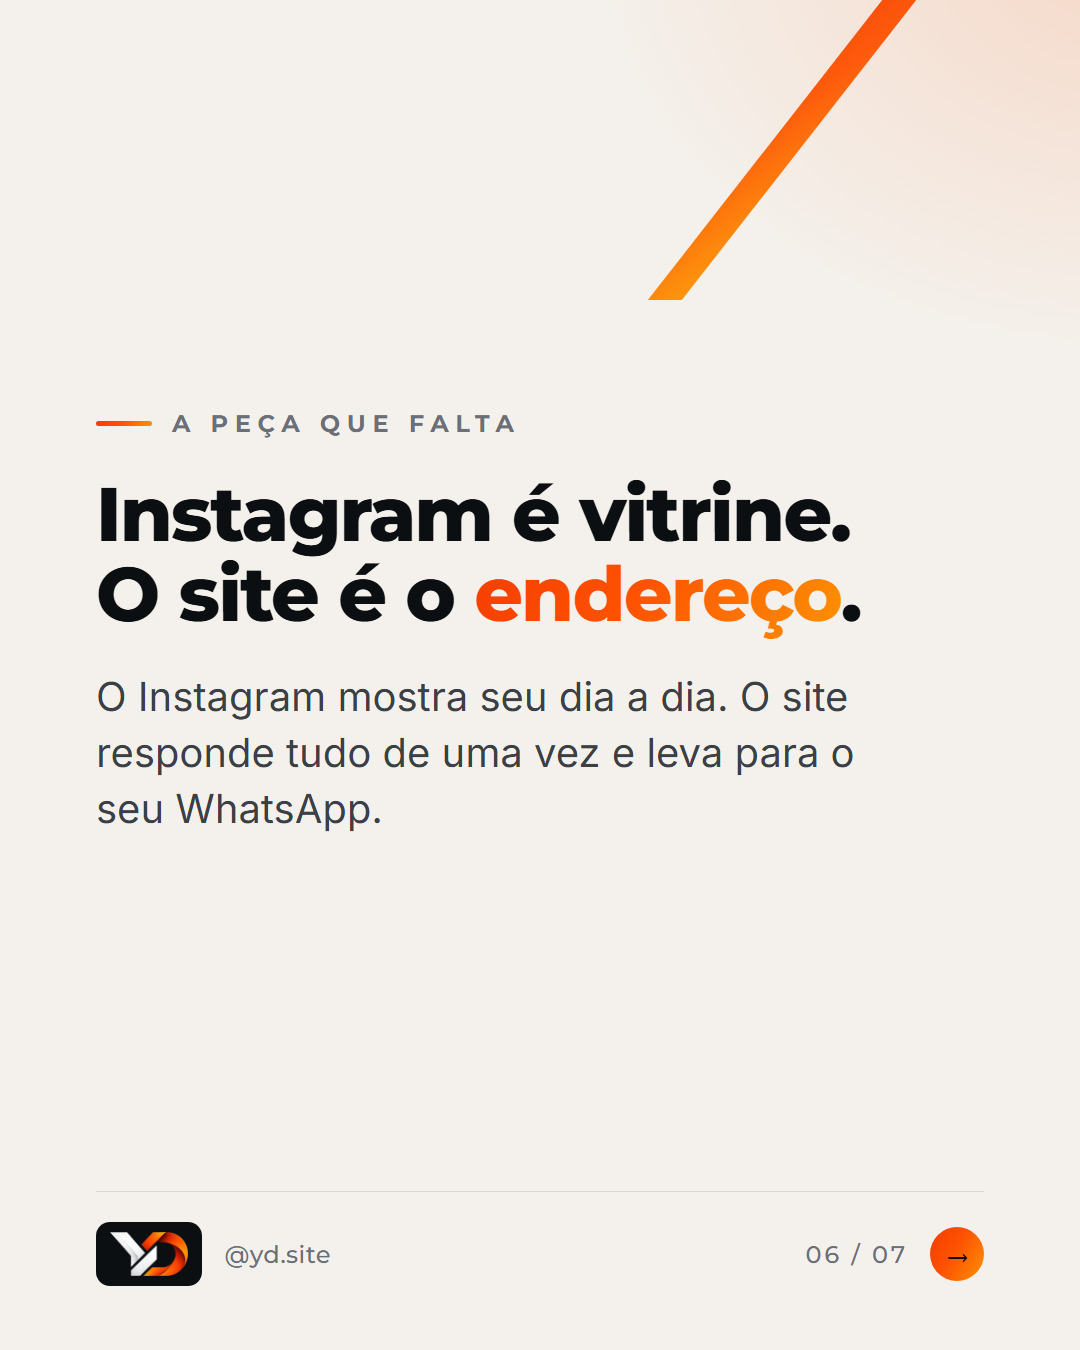 A PEÇA QUE FALTA
Instagram é vitrine.
O site é o endereço.
O Instagram mostra seu dia a dia. O site
responde tudo de uma vez e leva para o
seu WhatsApp.
YD @yd.site 06 / 07 →